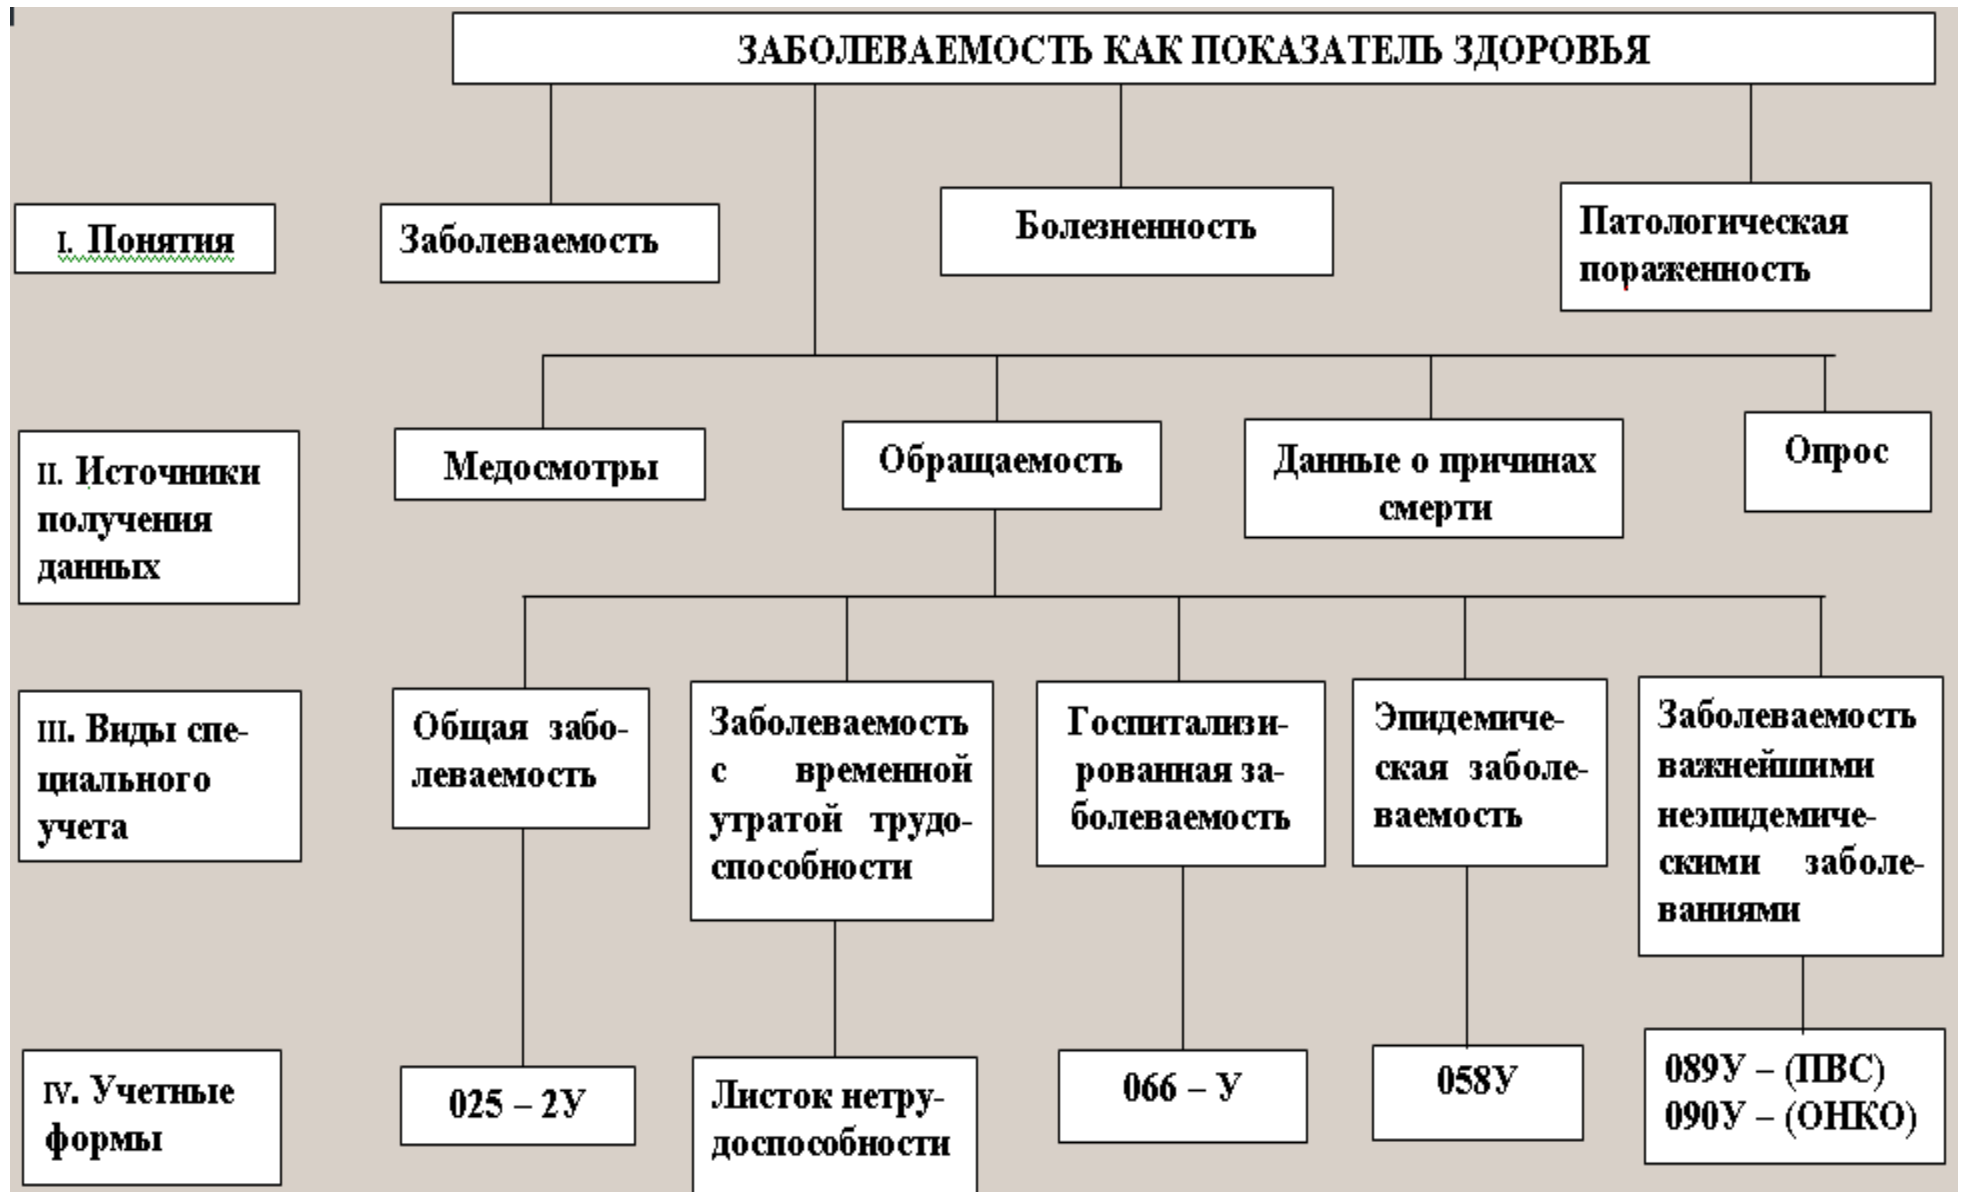 ЗАБОЛЕВАЕМОСТЬ КАК ПОКАЗАТЕЛЬ ЗДОРОВЬЯ
I. Понятия
Заболеваемость
Болезненность
Патологическая
пораженность
II. Источники
получения
данных
Медосмотры
Обращаемость
Данные о причинах
смерти
Опрос
III. Виды спе-
циального
учета
Общая забо-
леваемость
Заболеваемость
с временной
утратой трудо-
способности
Госпитализи-
рованная за-
болеваемость
Эпидемиче-
ская заболе-
ваемость
Заболеваемость
важнейшими
неэпидемиче-
скими заболе-
ваниями
IV. Учетные
формы
025 – 2У
Листок нетру-
доспособности
066 – У
058У
089У – (ПВС)
090У – (ОНКО)